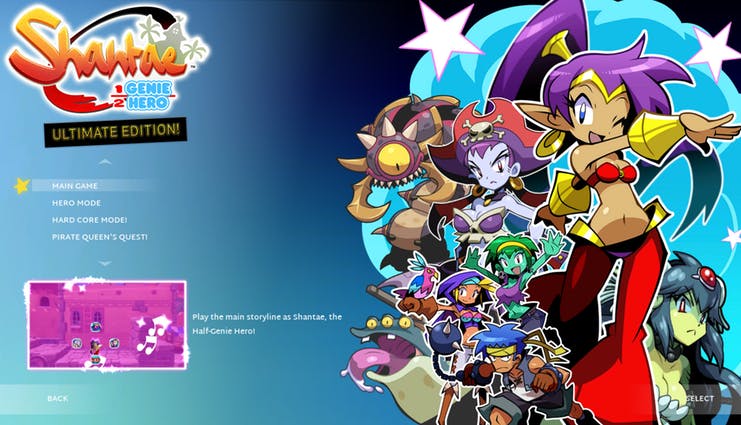 Shantae
1/2 GENIE
HERO
ULTIMATE EDITION!
MAIN GAME
HERO MODE
HARD CORE MODE!
PIRATE QUEEN'S QUEST!
Play the main storyline as Shantae, the
Half-Genie Hero!
BACK
SELECT